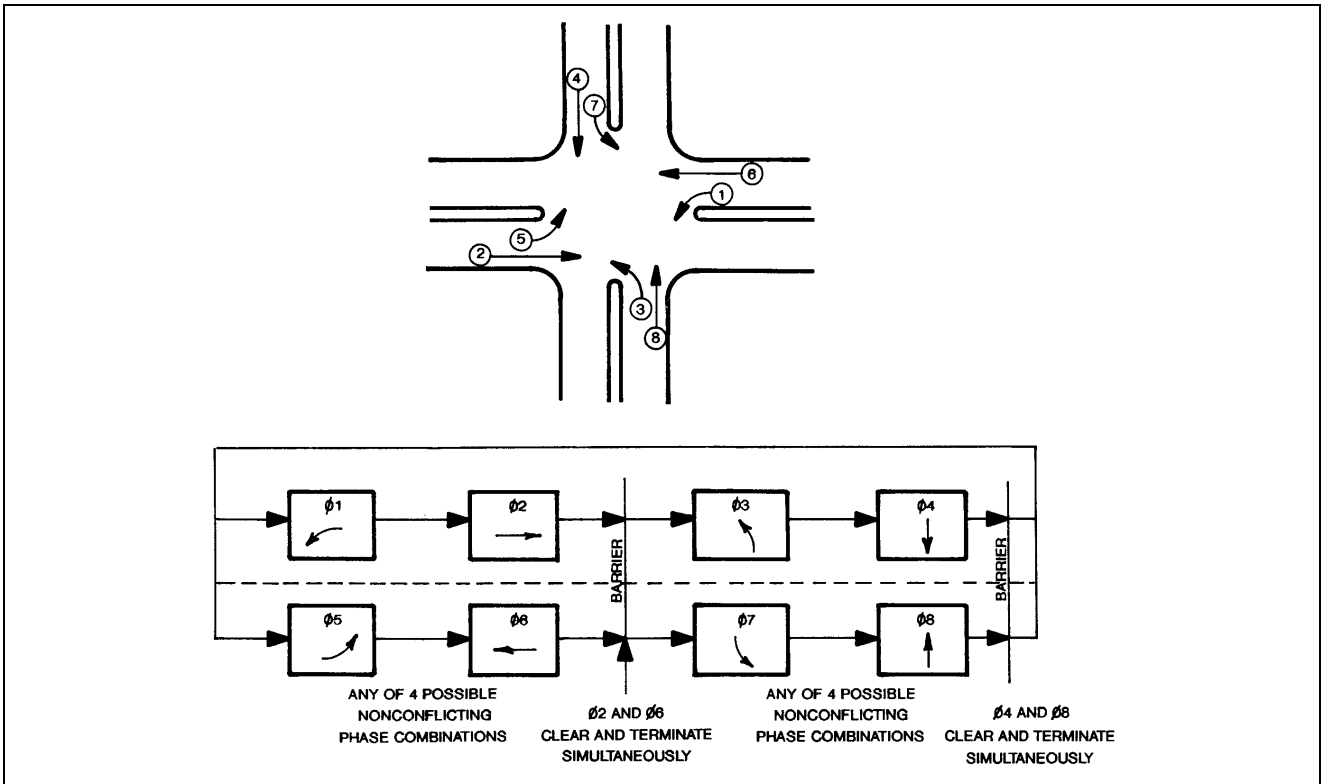 4
7
6
1
5
2
3
8
Ø1
Ø2
Ø3
Ø4
BARRIER
BARRIER
Ø5
Ø6
Ø7
Ø8
ANY OF 4 POSSIBLE
NONCONFLICTING
PHASE COMBINATIONS
Ø2 AND Ø6
CLEAR AND TERMINATE
SIMULTANEOUSLY
ANY OF 4 POSSIBLE
NONCONFLICTING
PHASE COMBINATIONS
Ø4 AND Ø8
CLEAR AND TERMINATE
SIMULTANEOUSLY